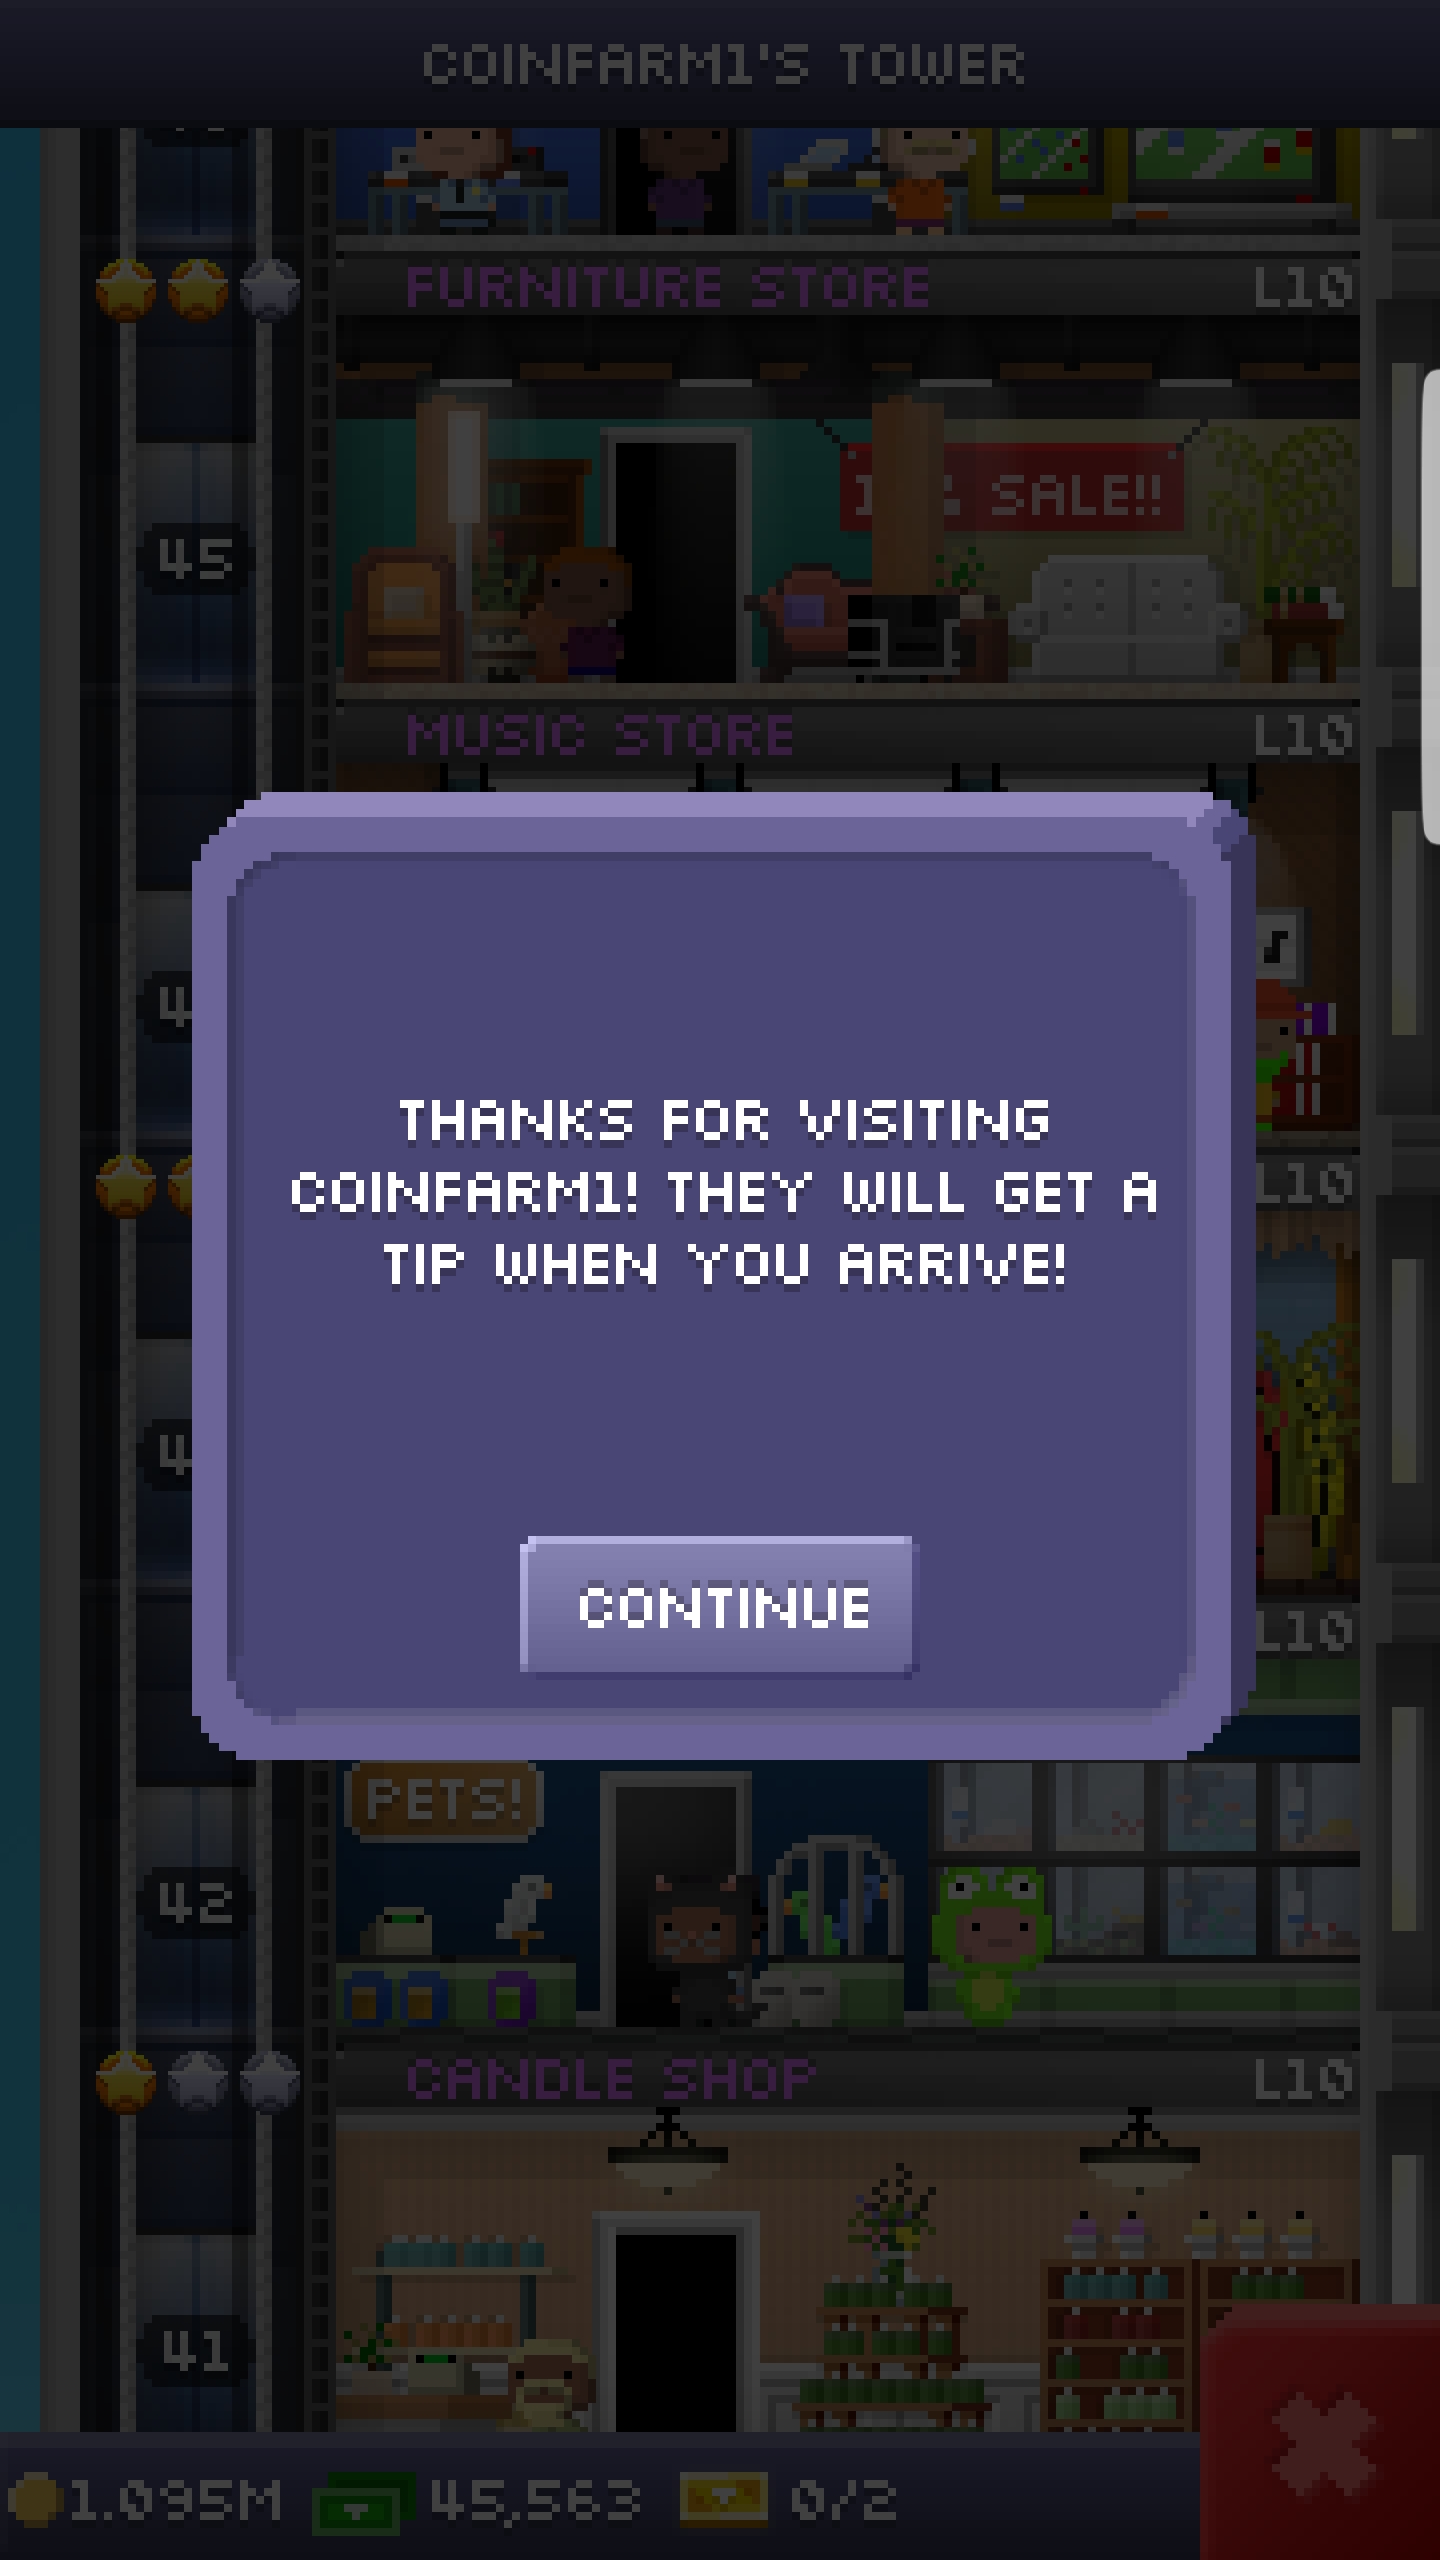 COINFARM1'S TOWER
FURNITURE STORE L10
SALE!!
45
MUSIC STORE L10
THANKS FOR VISITING
COINFARM1! THEY WILL GET A
TIP WHEN YOU ARRIVE!
L10
CONTINUE
L10
PETS!
42
CANDLE SHOP L10
41
1.095M 45,563 0/2